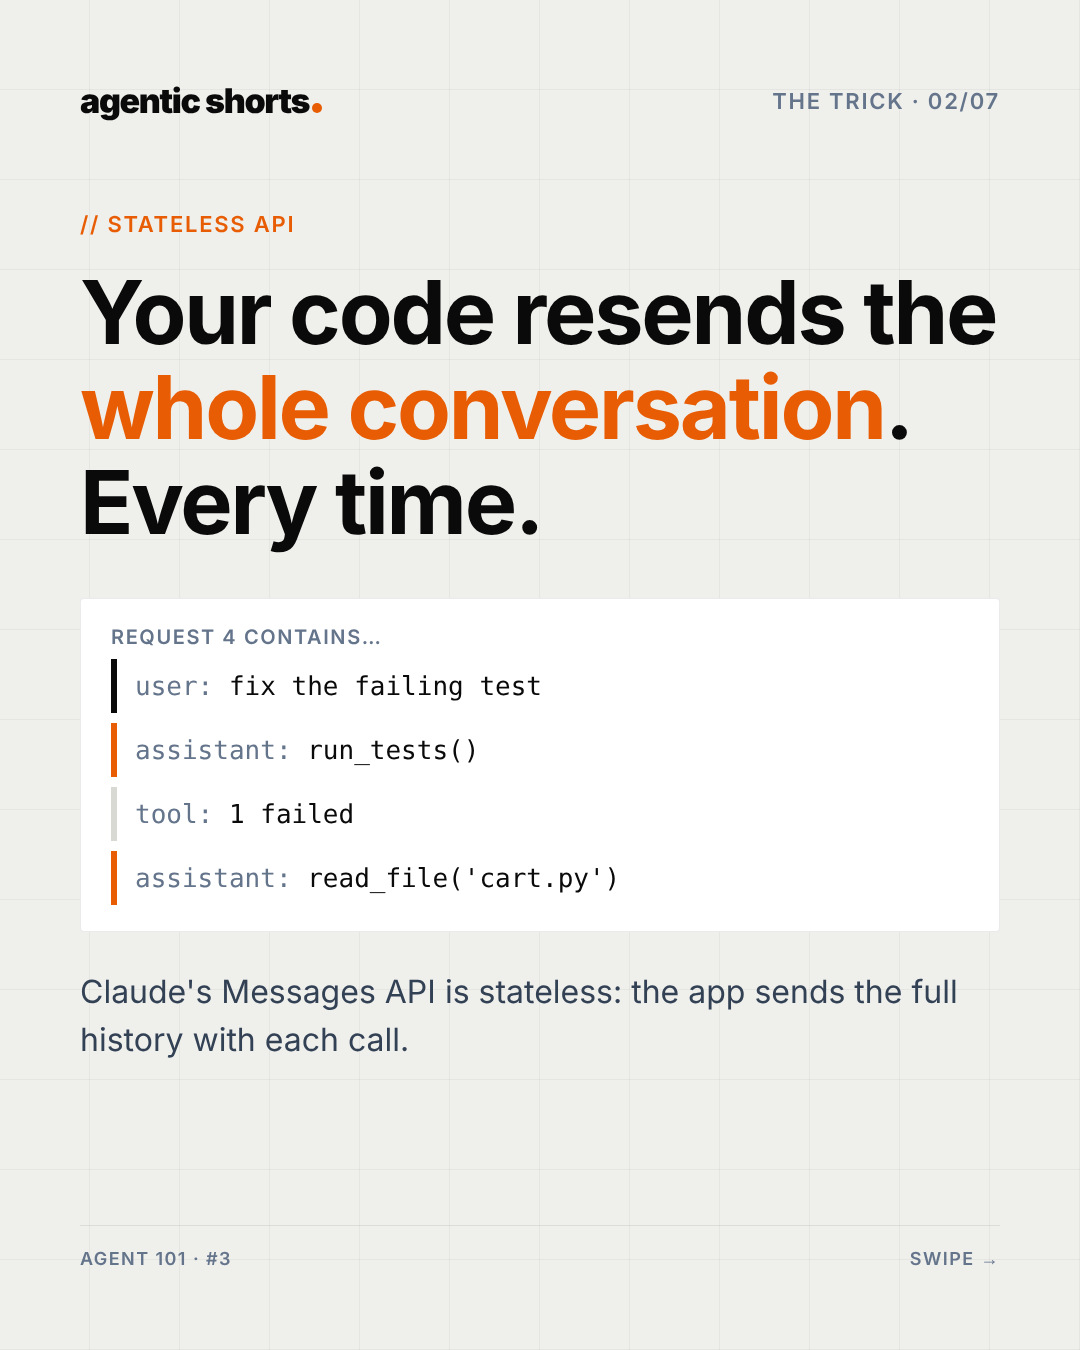 agentic shorts.
THE TRICK · 02/07
// STATELESS API
Your code resends the
whole conversation.
Every time.
REQUEST 4 CONTAINS...
user: fix the failing test
assistant: run_tests()
tool: 1 failed
assistant: read_file('cart.py')
Claude's Messages API is stateless: the app sends the full
history with each call.
AGENT 101 · #3
SWIPE →